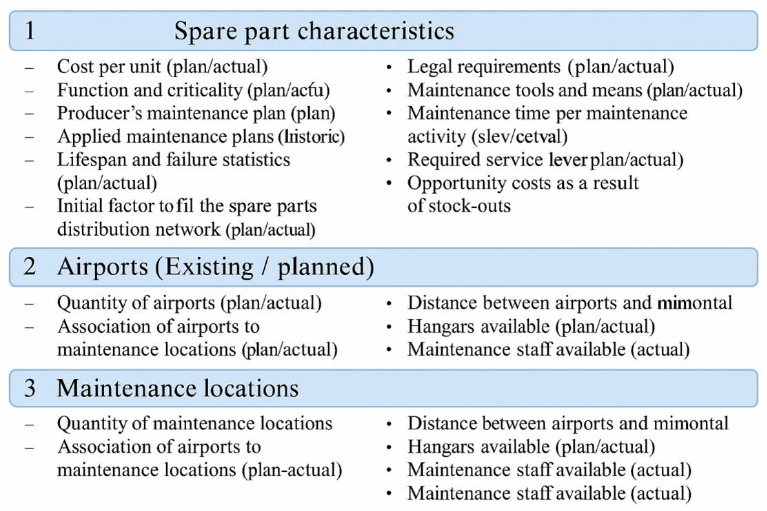 1 Spare part characteristics
– Cost per unit (plan/actual)
– Function and criticality (plan/acfu)
– Producer's maintenance plan (plan)
– Applied maintenance plans (lristoric)
– Lifespan and failure statistics
(plan/actual)
– Initial factor to fil the spare parts
distribution network (plan/actual)
• Legal requirements (plan/actual)
• Maintenance tools and means (plan/actual)
• Maintenance time per maintenance
activity (slev/cetval)
• Required service lever plan/actual)
• Opportunity costs as a result
of stock-outs
2 Airports (Existing / planned)
– Quantity of airports (plan/actual)
– Association of airports to
maintenance locations (plan/actual)
• Distance between airports and mimontal
• Hangars available (plan/actual)
• Maintenance staff available (actual)
3 Maintenance locations
– Quantity of maintenance locations
– Association of airports to
maintenance locations (plan-actual)
• Distance between airports and mimontal
• Hangars available (plan/actual)
• Maintenance staff available (actual)
• Maintenance staff available (actual)